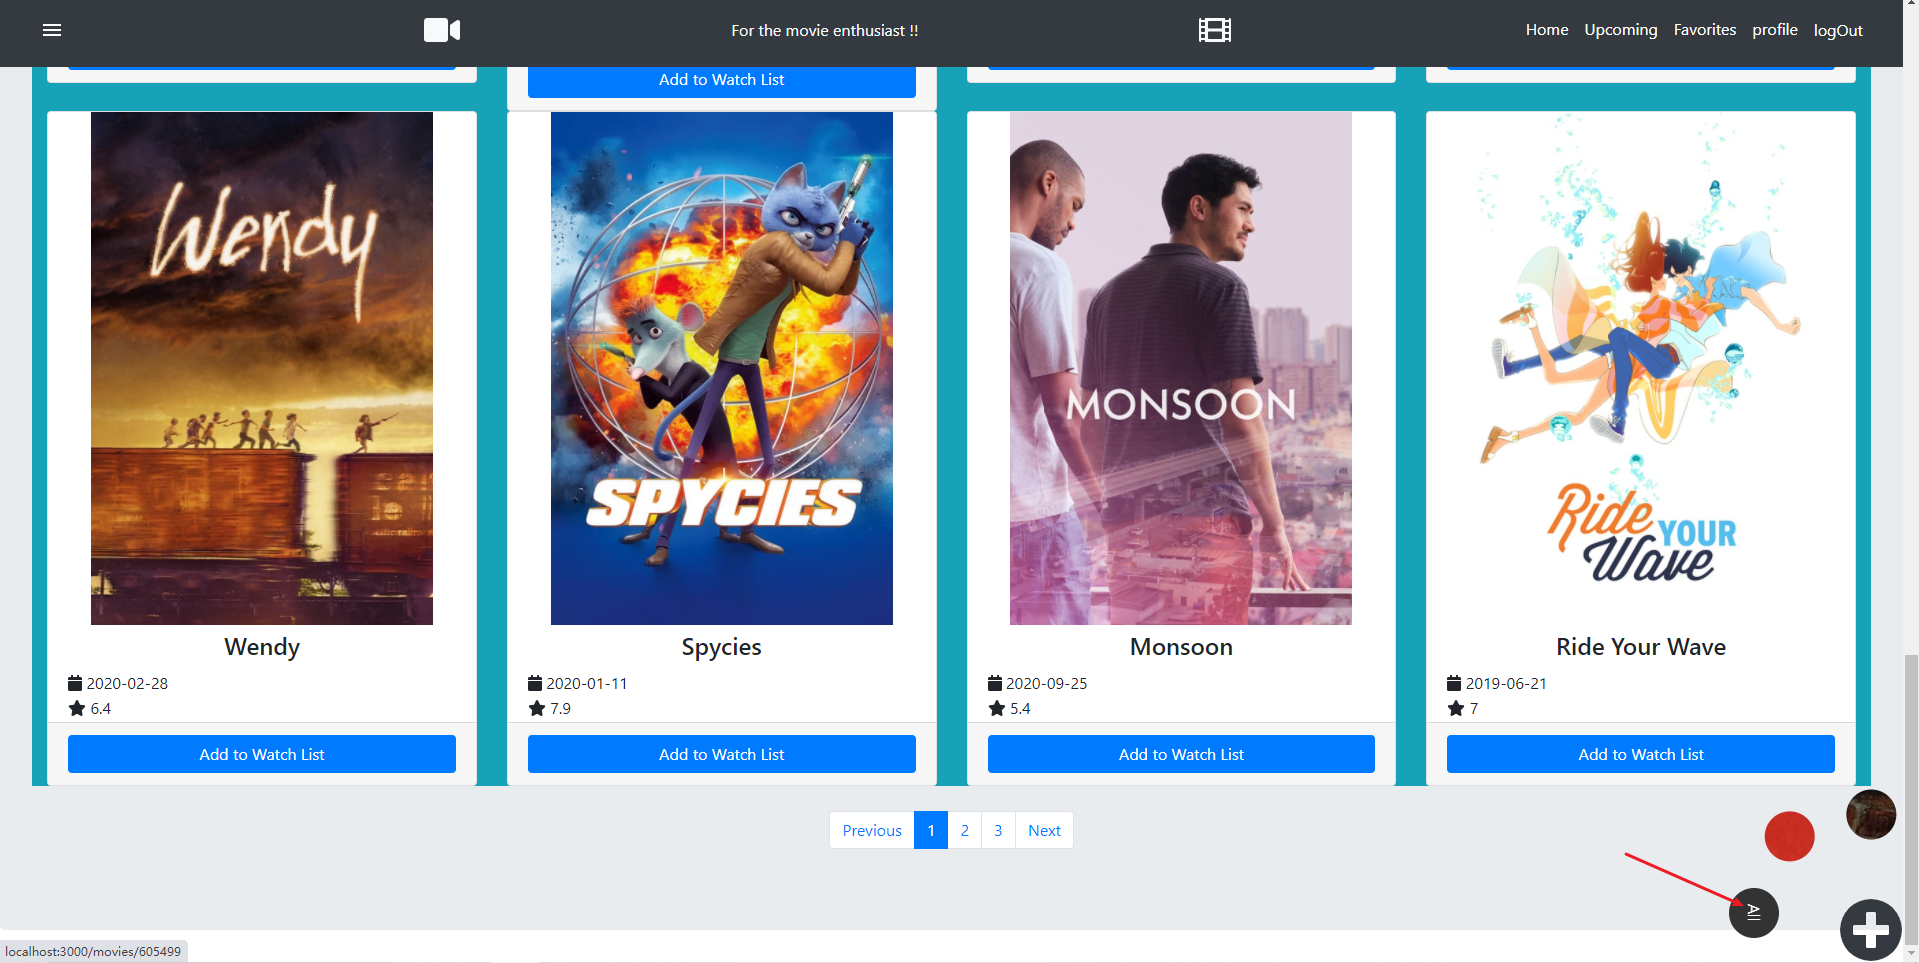 For the movie enthusiast !!
Home Upcoming Favorites profile logOut
Add to Watch List
Wendy
SPYCIES
MONSOON
Ride YOUR
Wave
Wendy
2020-02-28
6.4
Add to Watch List
Spycies
2020-01-11
7.9
Add to Watch List
Monsoon
2020-09-25
5.4
Add to Watch List
Ride Your Wave
2019-06-21
7
Add to Watch List
Previous 1 2 3 Next
localhost:3000/movies/605499